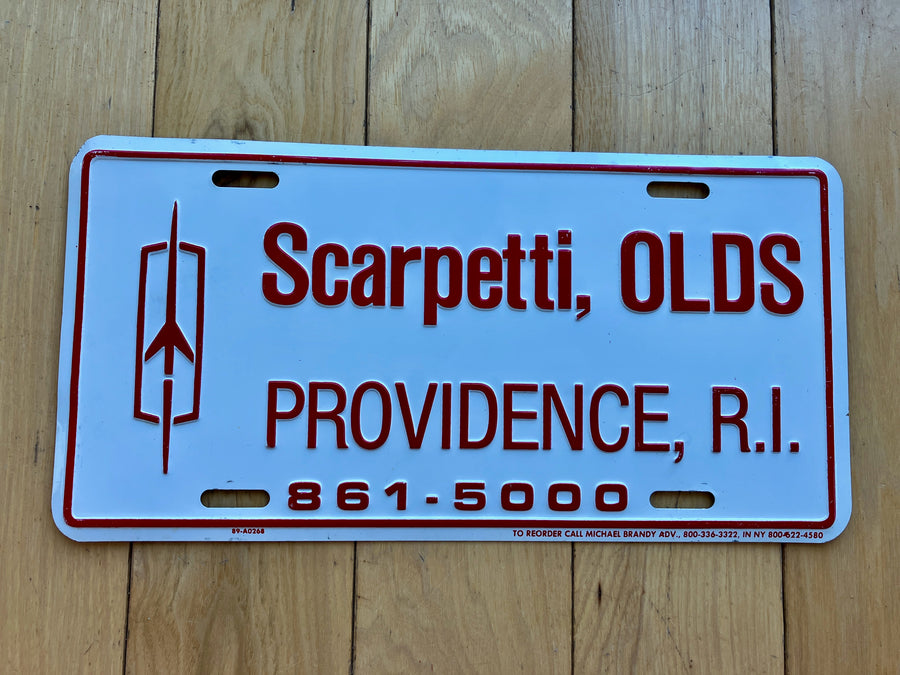 Scarpetti, OLDS
PROVIDENCE, R.I.
861-5000
89-A0268
TO REORDER CALL MICHAEL BRANDY ADV., 800-336-3322, IN NY 800-522-4580